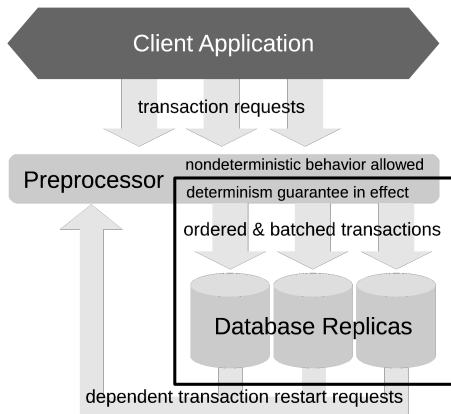 Client Application
transaction requests
nondeterministic behavior allowed
Preprocessor
determinism guarantee in effect
ordered & batched transactions
Database Replicas
dependent transaction restart requests